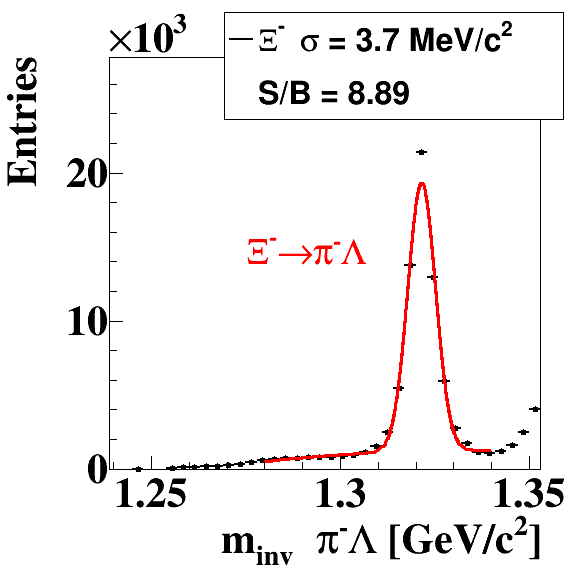 ×10³
Ξ⁻ σ = 3.7 MeV/c²
S/B = 8.89
Entries
20
10
0
Ξ⁻→π⁻Λ
1.25 1.3 1.35
m_inv π⁻Λ [GeV/c²]